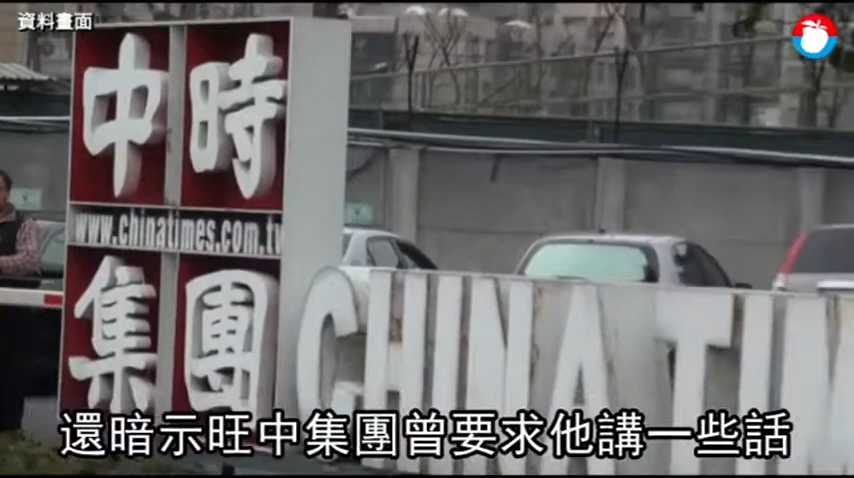 資料畫面
中時
www.chinatimes.com.tw
集團
CHINA TIM
還暗示旺中集團曾要求他講一些話